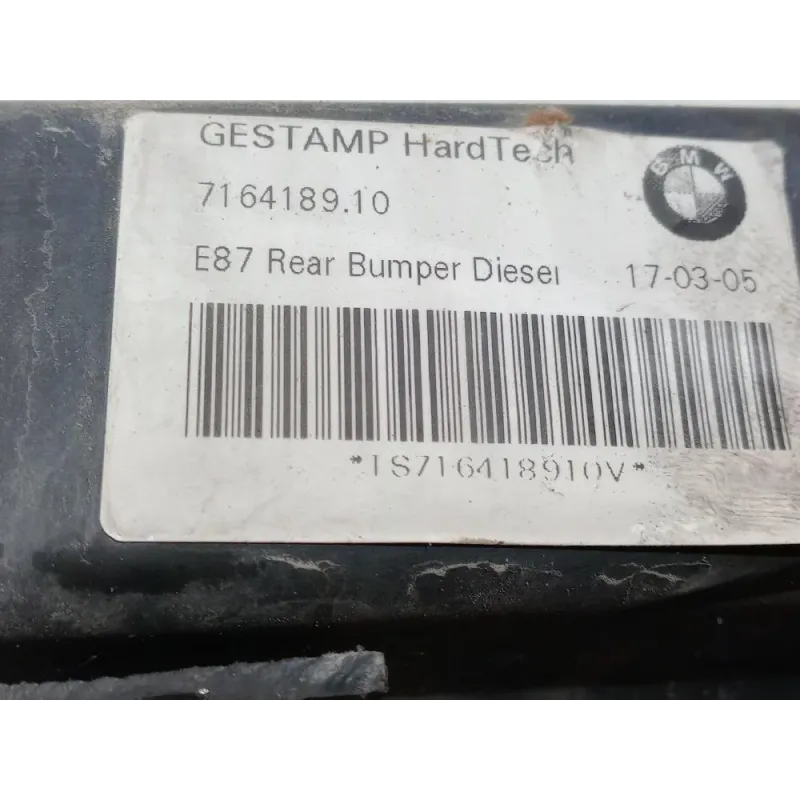 GESTAMP HardTech
BMW
7164189.10
E87 Rear Bumper Diesel 17-03-05
*1S716418910V*